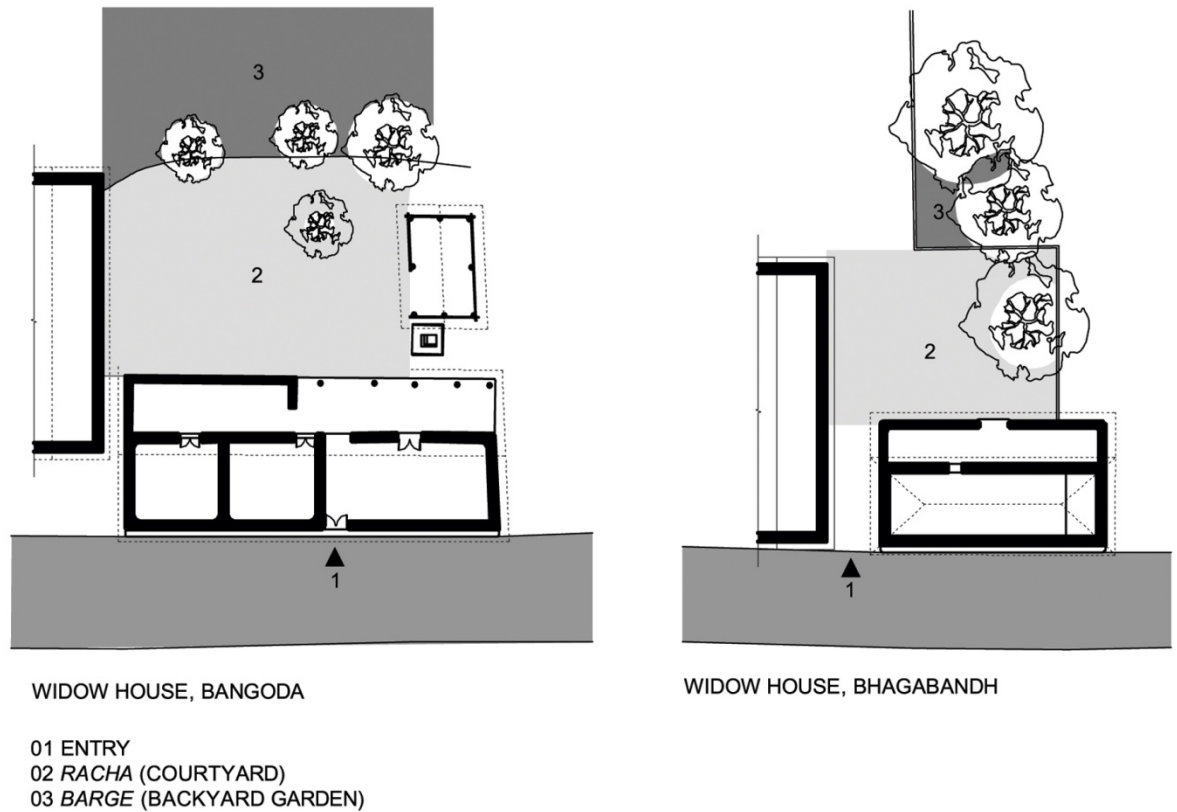 3
2
1
WIDOW HOUSE, BANGODA
3
2
1
WIDOW HOUSE, BHAGABANDH
01 ENTRY
02 RACHA (COURTYARD)
03 BARGE (BACKYARD GARDEN)